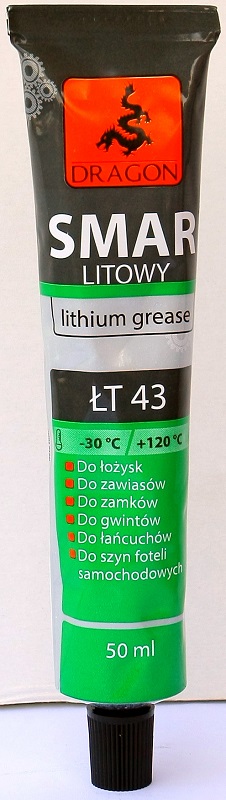 DRAGON
SMAR
LITOWY
lithium grease
ŁT 43
-30 °C / +120 °C
Do łożysk
Do zawiasów
Do zamków
Do gwintów
Do łańcuchów
Do szyn foteli
samochodowych
50 ml